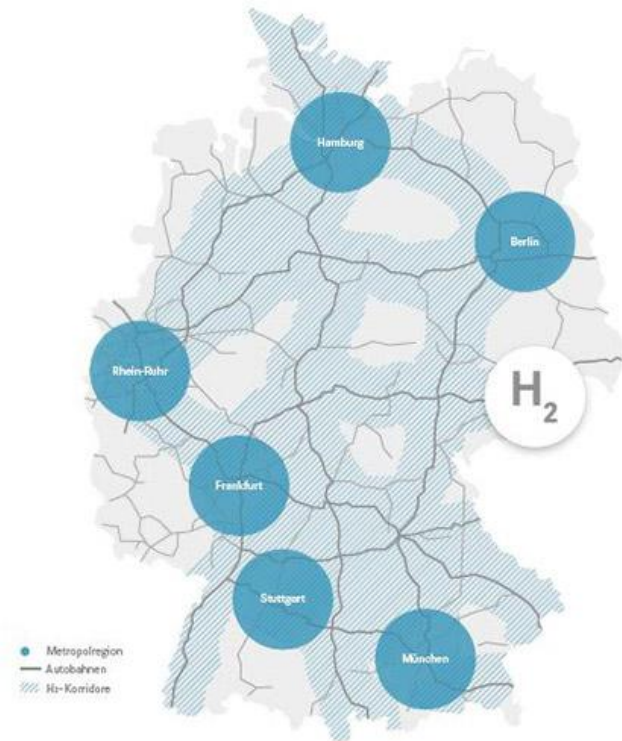 Hamburg
Berlin
Rhein-Ruhr
H₂
Frankfurt
Stuttgart
München
Metropolregion
Autobahnen
H₂-Korridore